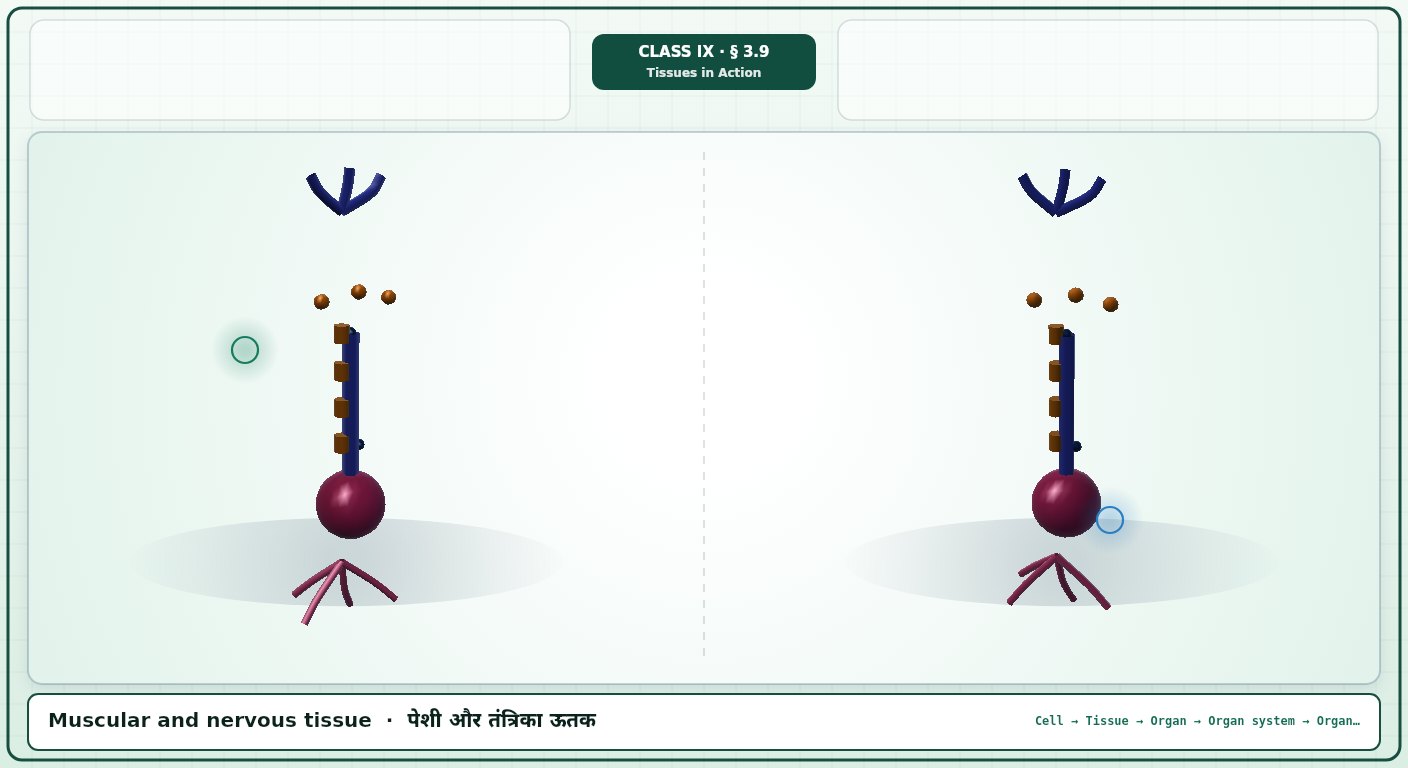 CLASS IX · § 3.9
Tissues in Action
Muscular and nervous tissue · पेशी और तंत्रिका ऊतक
Cell → Tissue → Organ → Organ system → Organ…